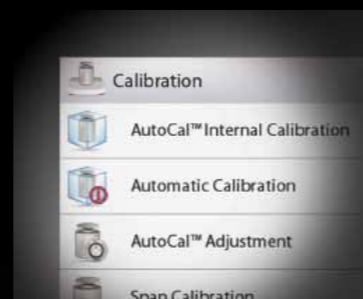 Calibration
AutoCal™ Internal Calibration
Automatic Calibration
AutoCal™ Adjustment
Span Calibration